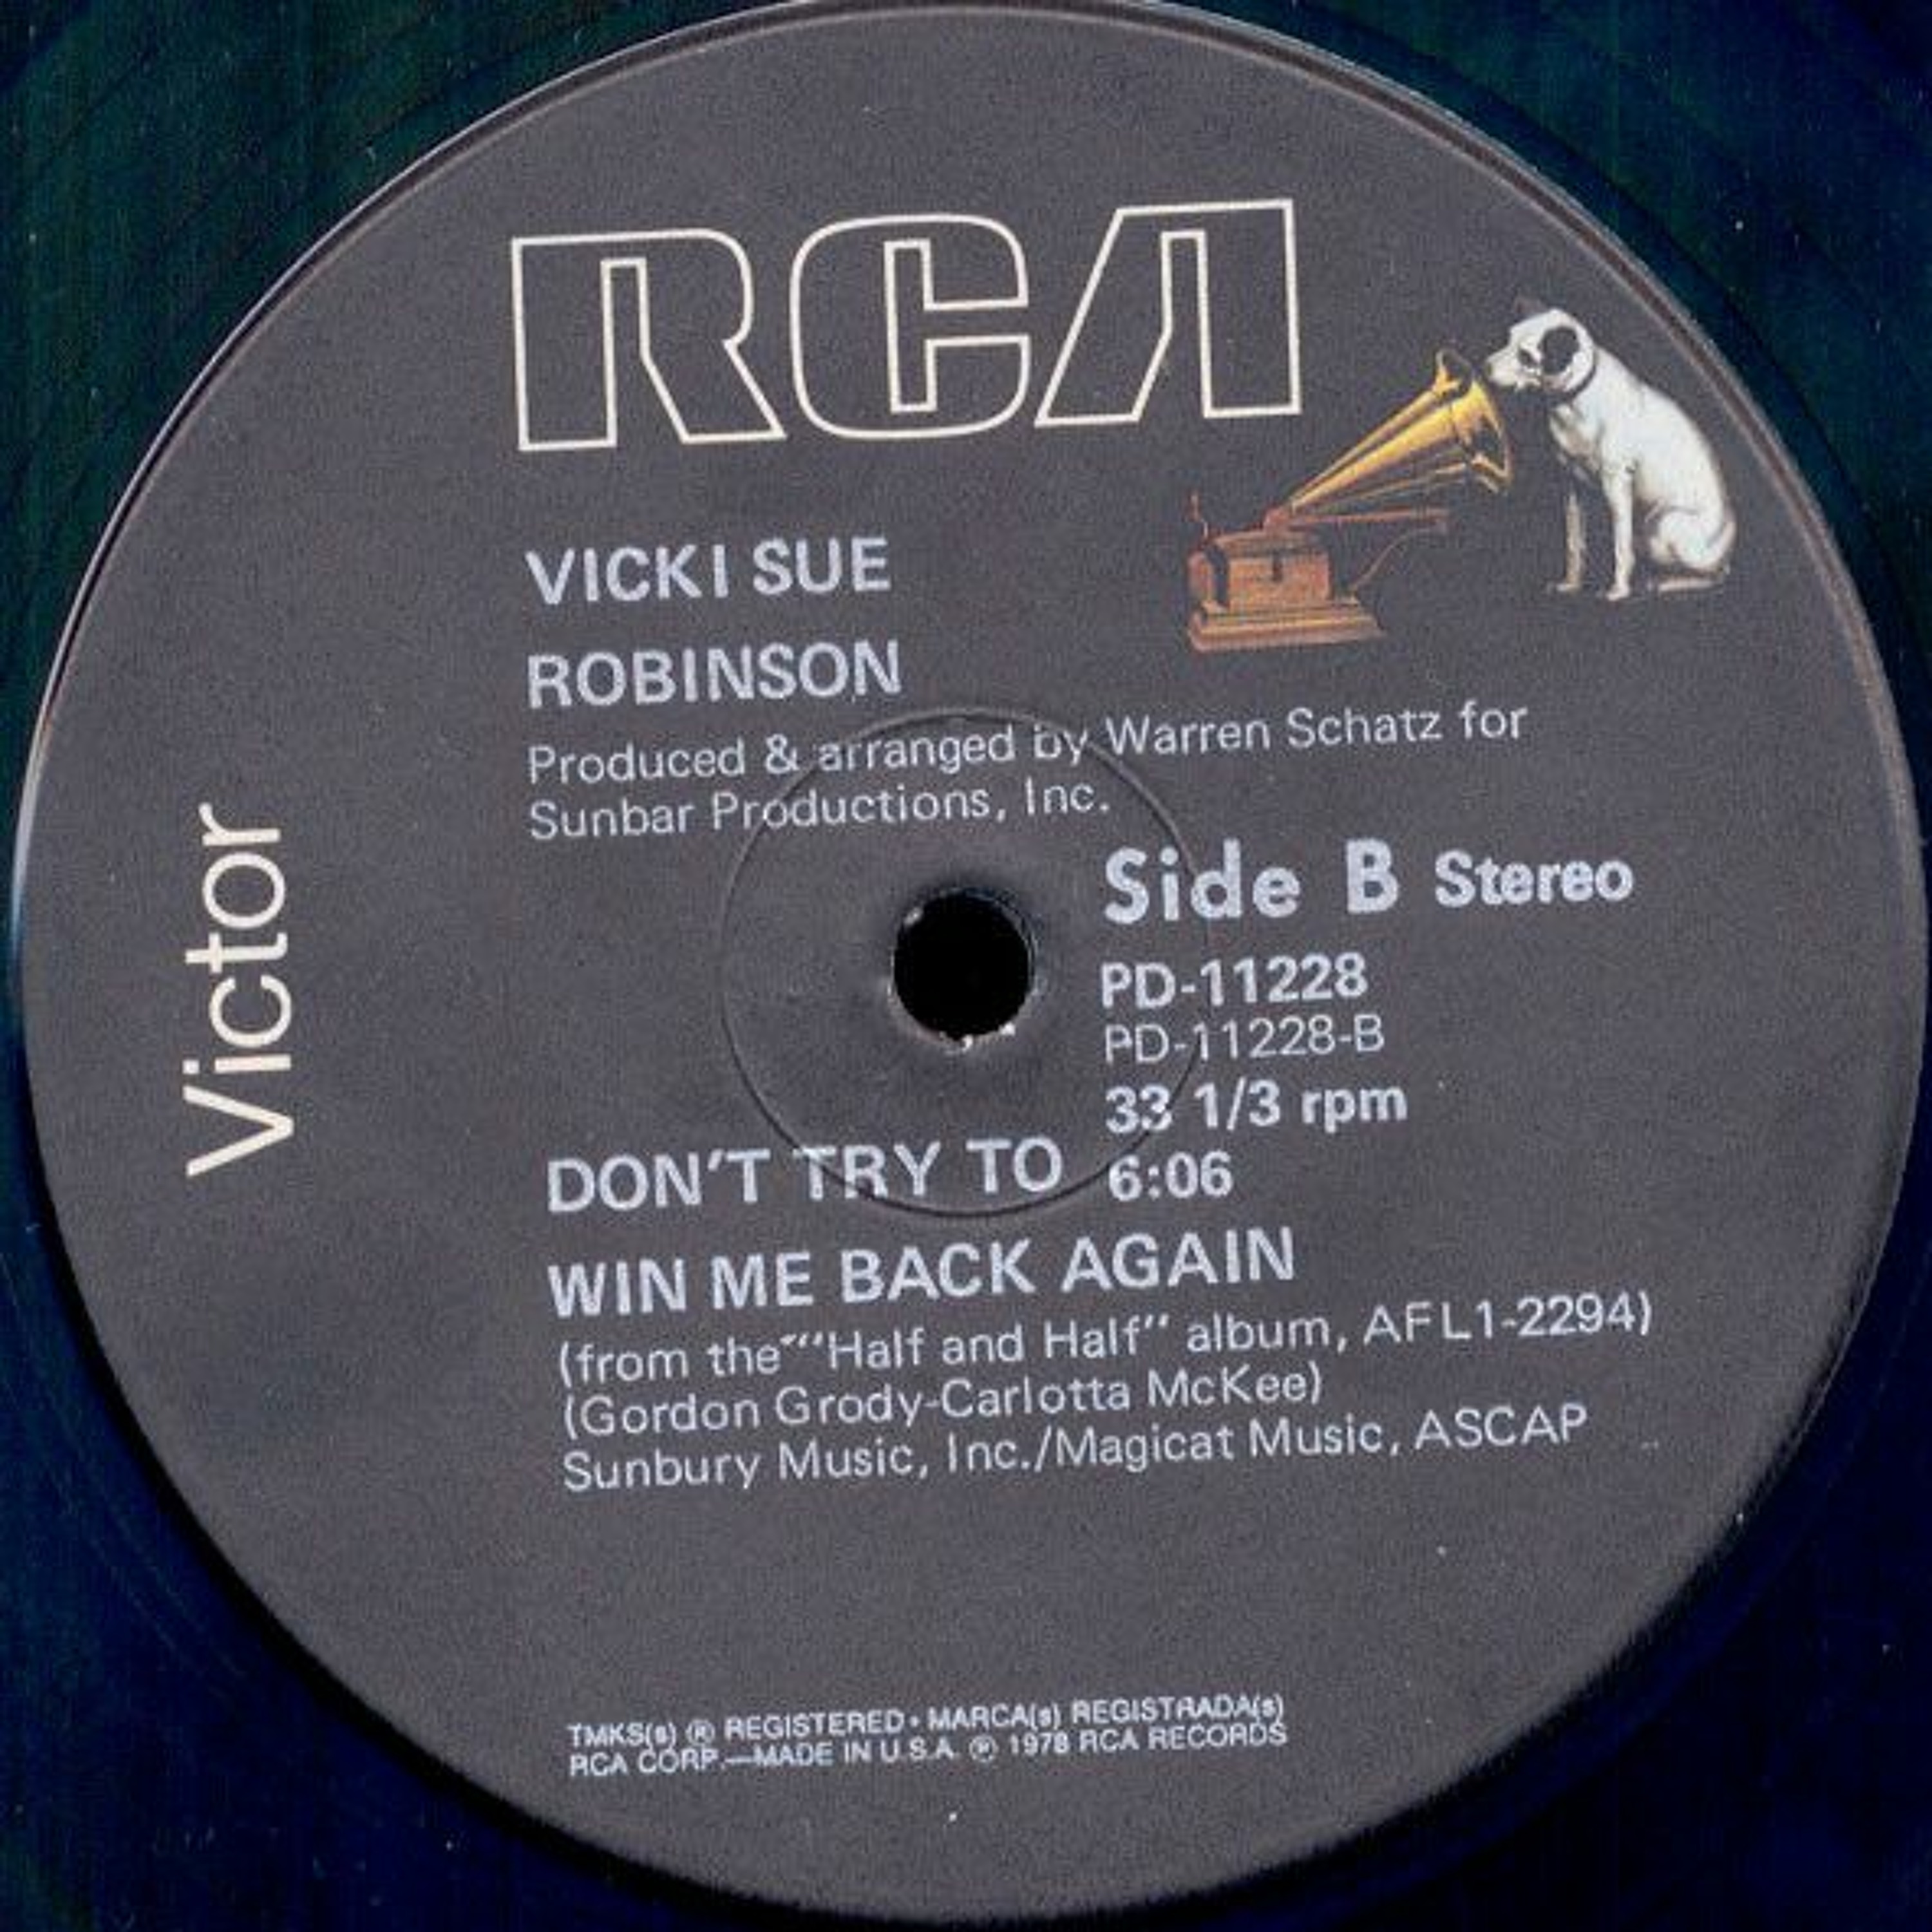 RCA
VICKI SUE
ROBINSON
Produced & arranged by Warren Schatz for
Sunbar Productions, Inc.
Victor
Side B Stereo
PD-11228
PD-11228-B
33 1/3 rpm
DON'T TRY TO 6:06
WIN ME BACK AGAIN
(from the "Half and Half" album, AFL1-2294)
(Gordon Grody-Carlotta McKee)
Sunbury Music, Inc./Magicat Music, ASCAP
TMKS(s) ® REGISTERED • MARCA(s) REGISTRADA(s)
RCA CORP.—MADE IN U.S.A. ℗ 1978 RCA RECORDS